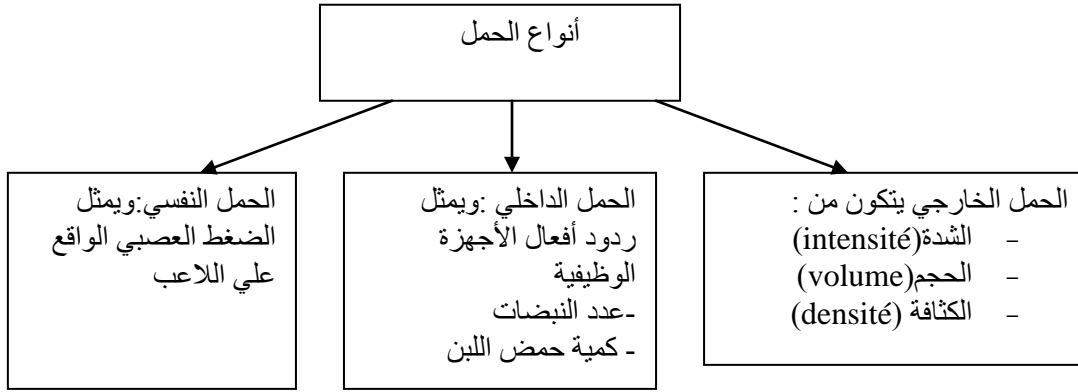 أنواع الحمل
الحمل الخارجي يتكون من :
- الشدة(intensité)
- الحجم(volume)
- الكثافة (densité)
الحمل الداخلي :ويمثل
ردود أفعال الأجهزة
الوظيفية
-عدد النبضات
- كمية حمض اللبن
الحمل النفسي:ويمثل
الضغط العصبي الواقع
علي اللاعب